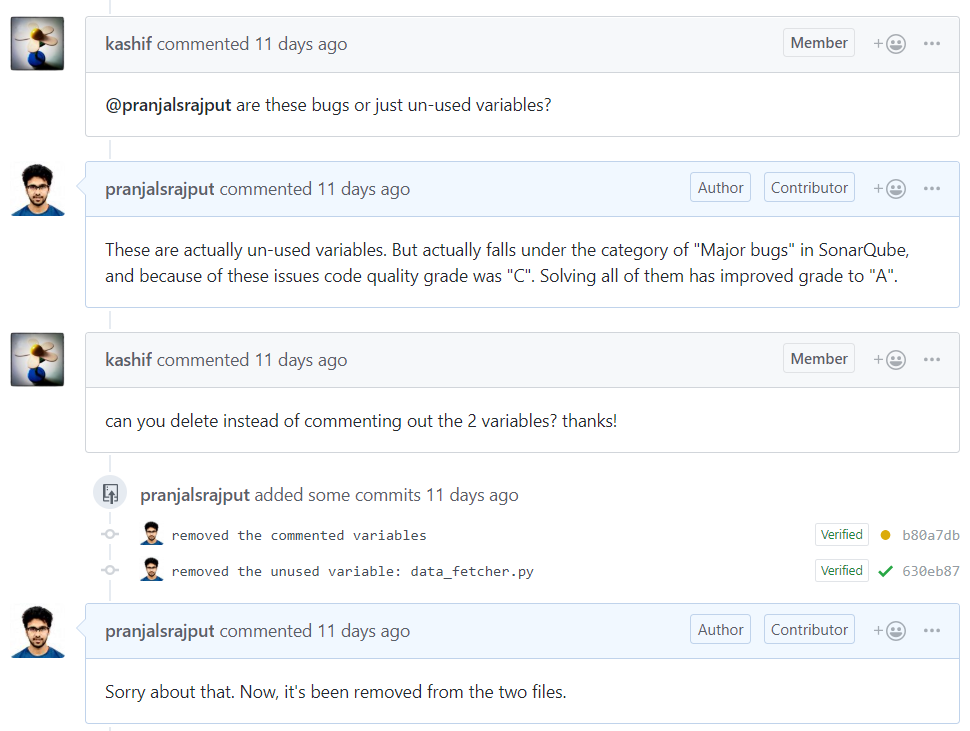 kashif commented 11 days ago Member
@pranjalsrajput are these bugs or just un-used variables?
pranjalsrajput commented 11 days ago Author Contributor
These are actually un-used variables. But actually falls under the category of "Major bugs" in SonarQube,
and because of these issues code quality grade was "C". Solving all of them has improved grade to "A".
kashif commented 11 days ago Member
can you delete instead of commenting out the 2 variables? thanks!
pranjalsrajput added some commits 11 days ago
removed the commented variables Verified b80a7db
removed the unused variable: data_fetcher.py Verified 630eb87
pranjalsrajput commented 11 days ago Author Contributor
Sorry about that. Now, it's been removed from the two files.